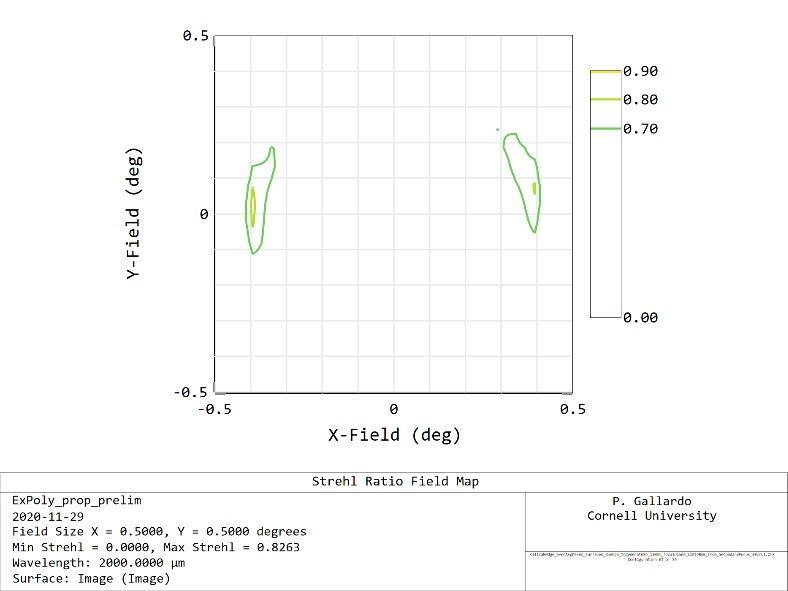 0.5
0
-0.5
Y-Field (deg)
-0.5
0
0.5
X-Field (deg)
0.90
0.80
0.70
0.00
Strehl Ratio Field Map
ExPoly_prop_prelim
2020-11-29
Field Size X = 0.5000, Y = 0.5000 degrees
Min Strehl = 0.0000, Max Strehl = 0.8263
Wavelength: 2000.0000 µm
Surface: Image (Image)
P. Gallardo
Cornell University